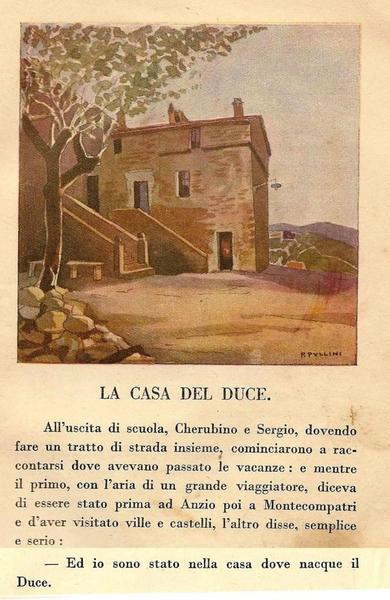 P. PULLINI
LA CASA DEL DUCE.
All'uscita di scuola, Cherubino e Sergio, dovendo
fare un tratto di strada insieme, cominciarono a rac-
contarsi dove avevano passato le vacanze : e mentre
il primo, con l'aria di un grande viaggiatore, diceva
di essere stato prima ad Anzio poi a Montecompatri
e d'aver visitato ville e castelli, l'altro disse, semplice
e serio :
— Ed io sono stato nella casa dove nacque il
Duce.